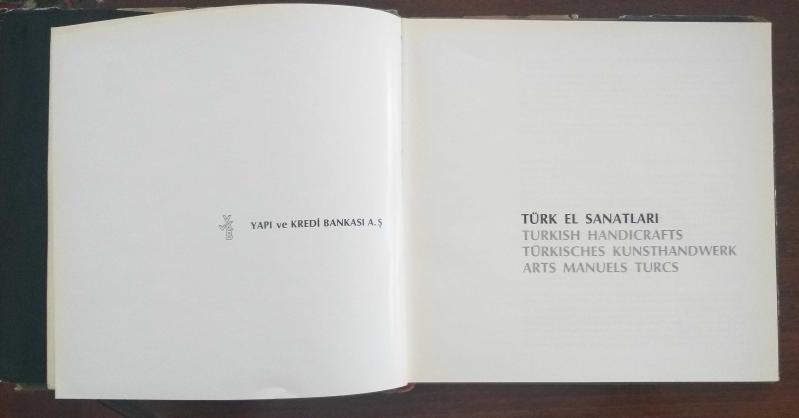 YAPI ve KREDİ BANKASI A.Ş
TÜRK EL SANATLARI
TURKISH HANDICRAFTS
TÜRKISCHES KUNSTHANDWERK
ARTS MANUELS TURCS